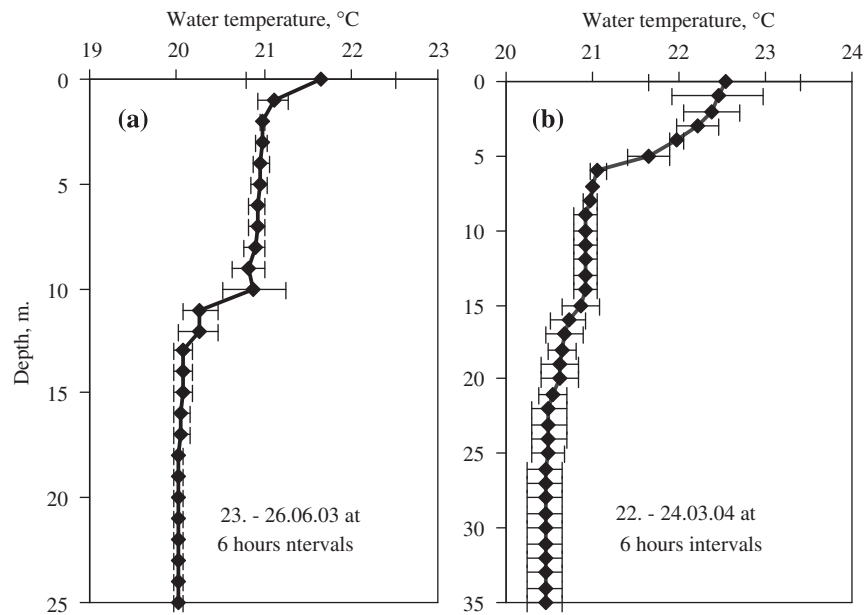 Water temperature, °C
19 20 21 22 23
0
5
10
15
20
25
Depth, m.
(a)
23. - 26.06.03 at
6 hours ntervals
Water temperature, °C
20 21 22 23 24
0
5
10
15
20
25
30
35
(b)
22. - 24.03.04 at
6 hours intervals